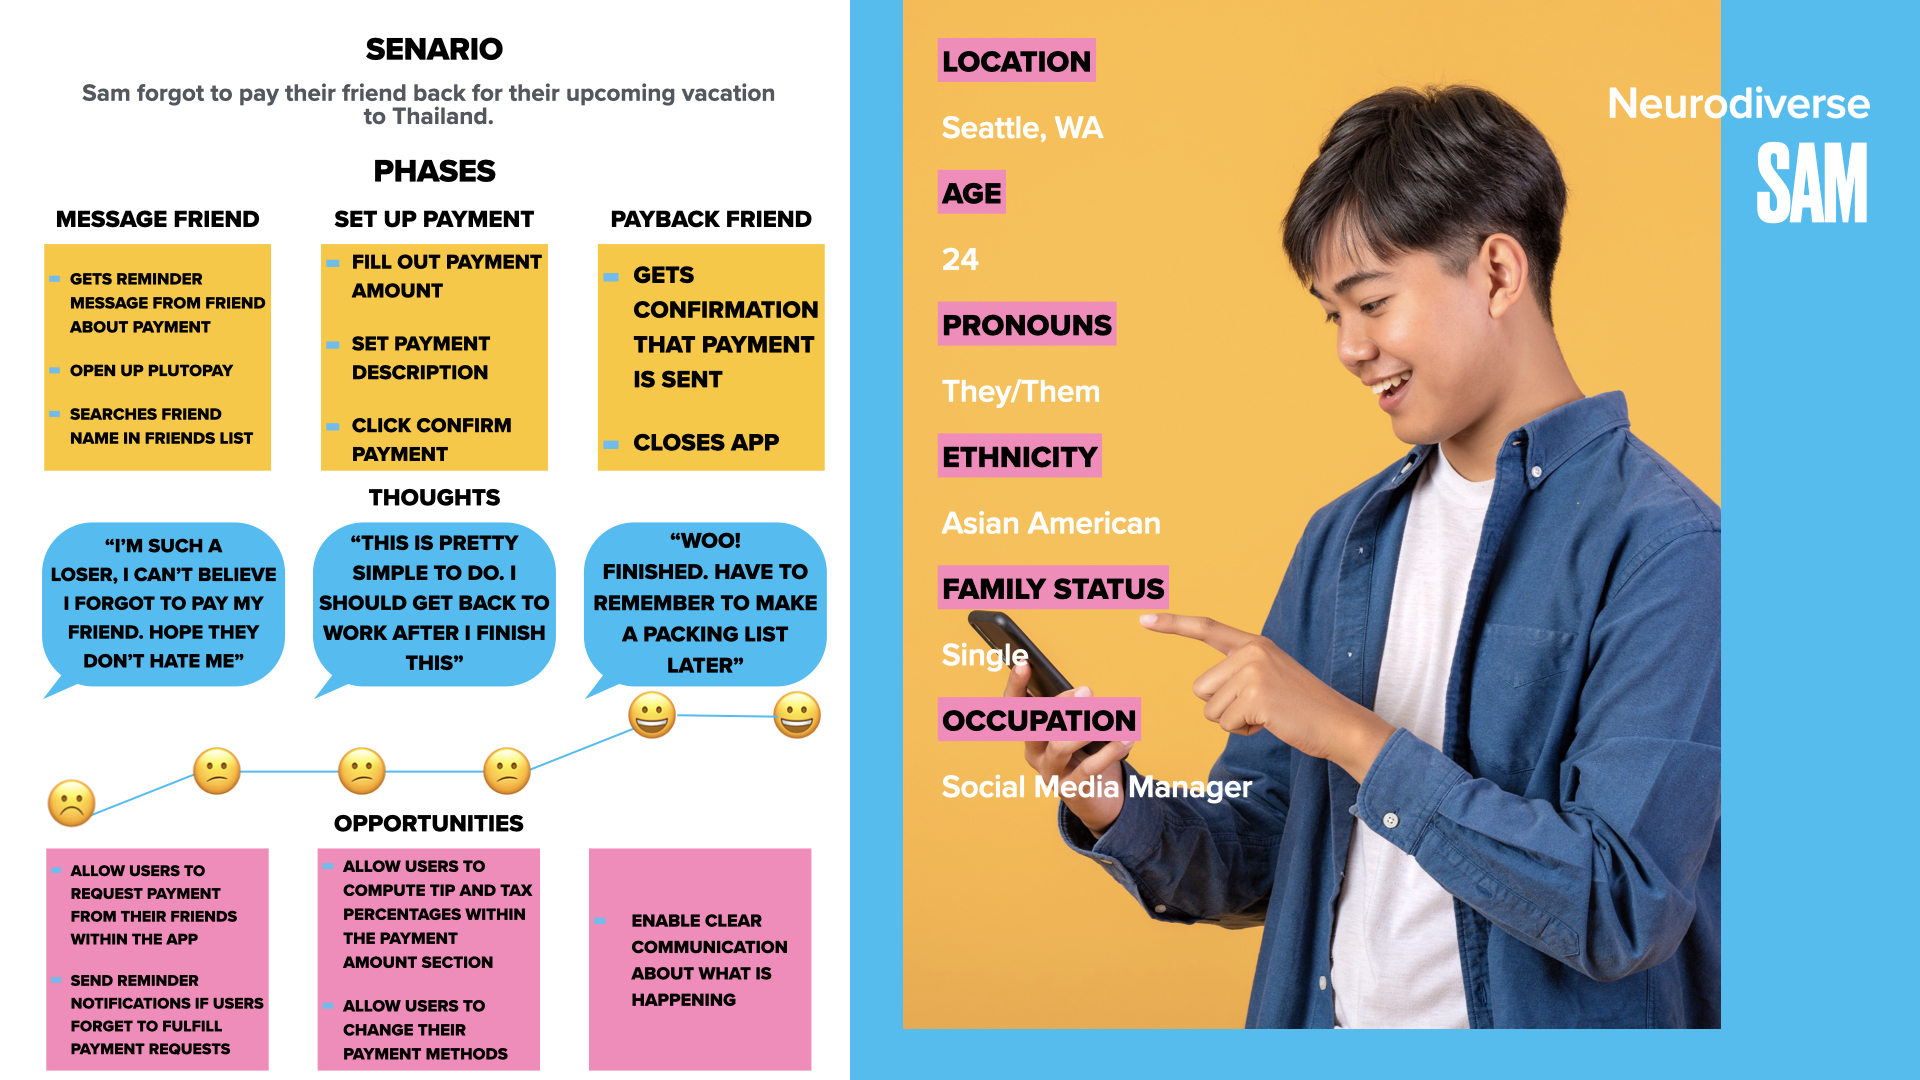 SENARIO
Sam forgot to pay their friend back for their upcoming vacation
to Thailand.
PHASES
MESSAGE FRIEND
GETS REMINDER
MESSAGE FROM FRIEND
ABOUT PAYMENT
OPEN UP PLUTOPAY
SEARCHES FRIEND
NAME IN FRIENDS LIST
SET UP PAYMENT
FILL OUT PAYMENT
AMOUNT
SET PAYMENT
DESCRIPTION
CLICK CONFIRM
PAYMENT
PAYBACK FRIEND
GETS
CONFIRMATION
THAT PAYMENT
IS SENT
CLOSES APP
THOUGHTS
“I’M SUCH A
LOSER, I CAN’T BELIEVE
I FORGOT TO PAY MY
FRIEND. HOPE THEY
DON’T HATE ME”
“THIS IS PRETTY
SIMPLE TO DO. I
SHOULD GET BACK TO
WORK AFTER I FINISH
THIS”
“WOO!
FINISHED. HAVE TO
REMEMBER TO MAKE
A PACKING LIST
LATER”
OPPORTUNITIES
ALLOW USERS TO
REQUEST PAYMENT
FROM THEIR FRIENDS
WITHIN THE APP
SEND REMINDER
NOTIFICATIONS IF USERS
FORGET TO FULFILL
PAYMENT REQUESTS
ALLOW USERS TO
COMPUTE TIP AND TAX
PERCENTAGES WITHIN
THE PAYMENT
AMOUNT SECTION
ALLOW USERS TO
CHANGE THEIR
PAYMENT METHODS
ENABLE CLEAR
COMMUNICATION
ABOUT WHAT IS
HAPPENING
LOCATION
Seattle, WA
AGE
24
PRONOUNS
They/Them
ETHNICITY
Asian American
FAMILY STATUS
Single
OCCUPATION
Social Media Manager
Neurodiverse
SAM